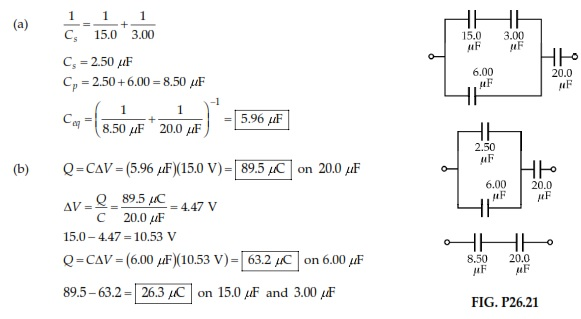 (a) 1/C_s = 1/15.0 + 1/3.00
C_s = 2.50 μF
C_p = 2.50 + 6.00 = 8.50 μF
C_eq = (1/8.50 μF + 1/20.0 μF)^-1 = 5.96 μF
(b) Q = CΔV = (5.96 μF)(15.0 V) = 89.5 μC on 20.0 μF
ΔV = Q/C = 89.5 μC/20.0 μF = 4.47 V
15.0 – 4.47 = 10.53 V
Q = CΔV = (6.00 μF)(10.53 V) = 63.2 μC on 6.00 μF
89.5 – 63.2 = 26.3 μC on 15.0 μF and 3.00 μF
15.0 3.00
μF μF
6.00 20.0
μF μF
2.50
μF
6.00 20.0
μF μF
8.50 20.0
μF μF
FIG. P26.21